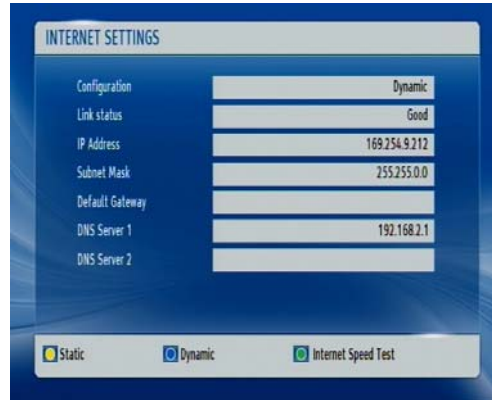 INTERNET SETTINGS
Configuration Dynamic
Link status Good
IP Address 169.254.9.212
Subnet Mask 255.255.0.0
Default Gateway
DNS Server 1 192.168.2.1
DNS Server 2
Static Dynamic Internet Speed Test